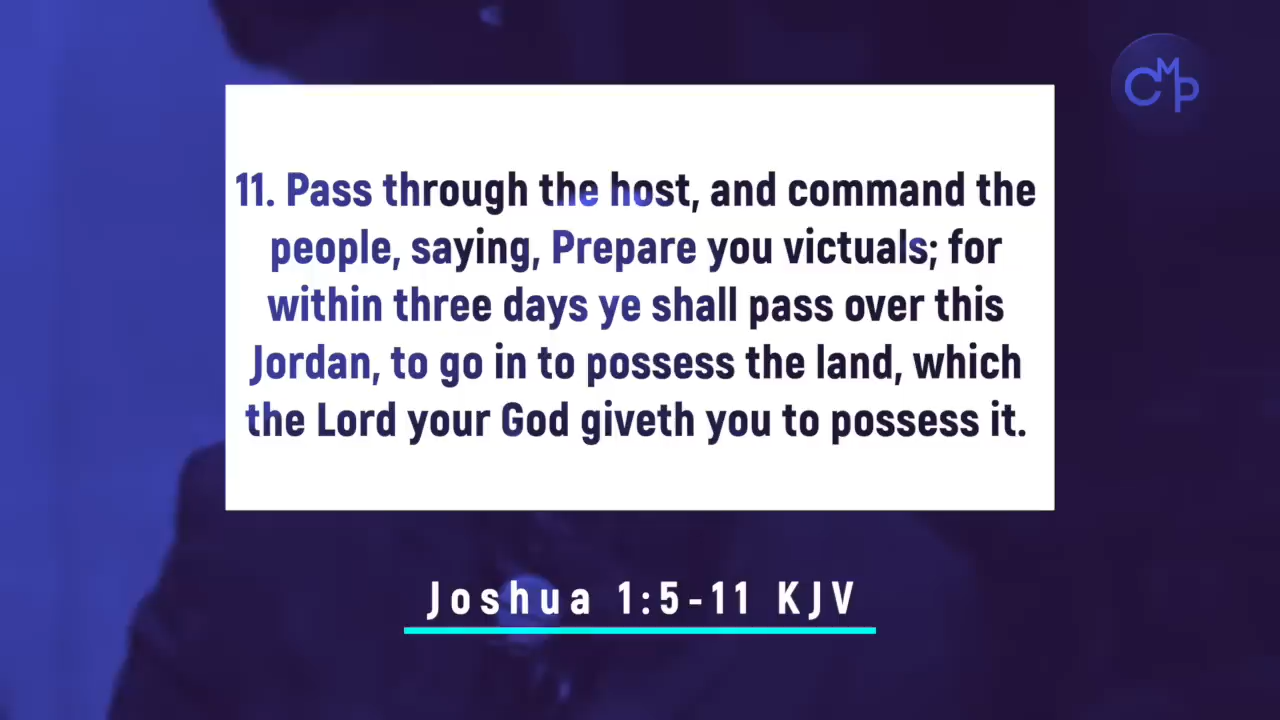 CMP
11. Pass through the host, and command the
people, saying, Prepare you victuals; for
within three days ye shall pass over this
Jordan, to go in to possess the land, which
the Lord your God giveth you to possess it.
Joshua 1:5-11 KJV